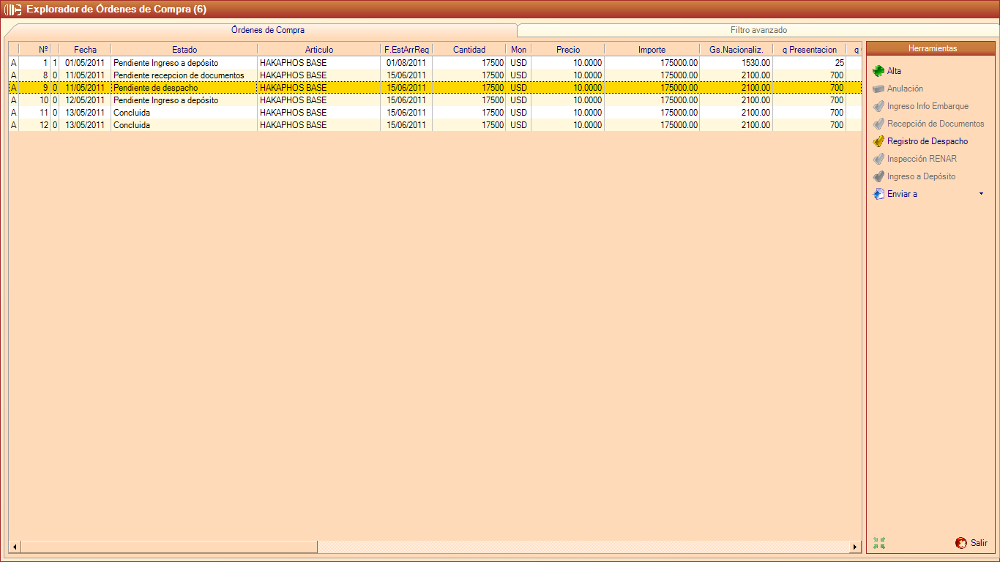 Explorador de Órdenes de Compra (6)
Órdenes de Compra Filtro avanzado
Nº Fecha Estado Articulo F.EstArrReq Cantidad Mon Precio Importe Gs.Nacionaliz. q Presentacion q
A 1 1 01/05/2011 Pendiente Ingreso a depósito HAKAPHOS BASE 01/08/2011 17500 USD 10.0000 175000.00 1530.00 25
A 8 0 11/05/2011 Pendiente recepcion de documentos HAKAPHOS BASE 15/06/2011 17500 USD 10.0000 175000.00 2100.00 700
A 9 0 11/05/2011 Pendiente de despacho HAKAPHOS BASE 15/06/2011 17500 USD 10.0000 175000.00 2100.00 700
A 10 0 12/05/2011 Pendiente Ingreso a depósito HAKAPHOS BASE 15/06/2011 17500 USD 10.0000 175000.00 2100.00 700
A 11 0 13/05/2011 Concluida HAKAPHOS BASE 15/06/2011 17500 USD 10.0000 175000.00 2100.00 700
A 12 0 13/05/2011 Concluida HAKAPHOS BASE 15/06/2011 17500 USD 10.0000 175000.00 2100.00 700
Herramientas
Alta
Anulación
Ingreso Info Embarque
Recepción de Documentos
Registro de Despacho
Inspección RENAR
Ingreso a Depósito
Enviar a
Salir